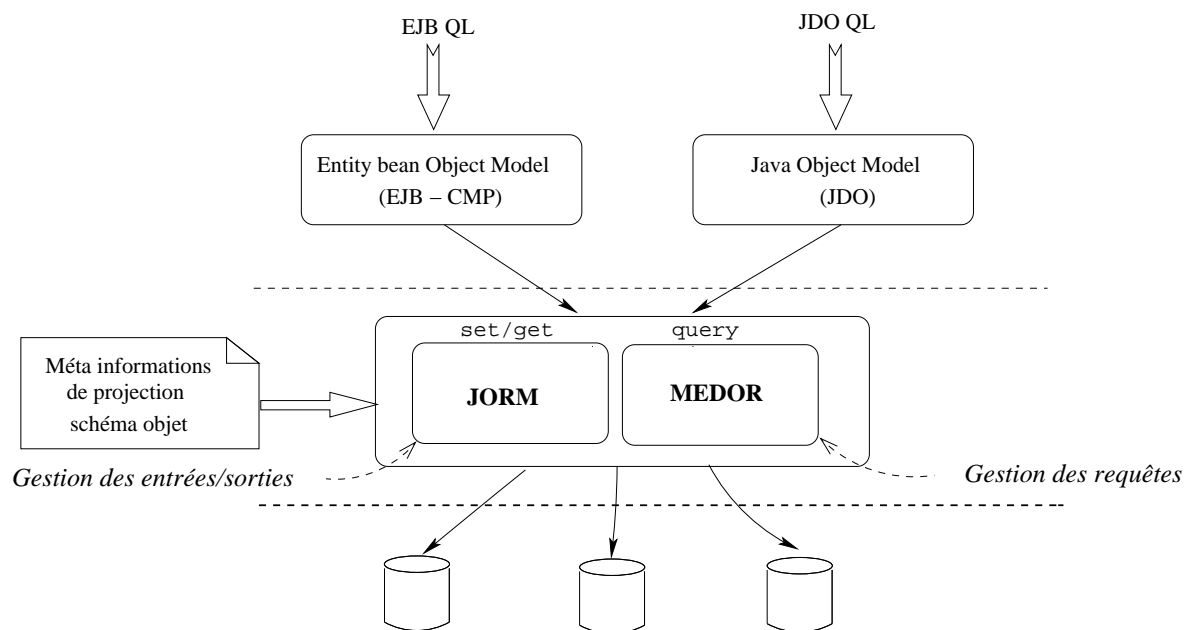 EJB QL
JDO QL
Entity bean Object Model
(EJB – CMP)
Java Object Model
(JDO)
set/get
query
Méta informations
de projection
schéma objet
JORM
MEDOR
Gestion des entrées/sorties
Gestion des requêtes